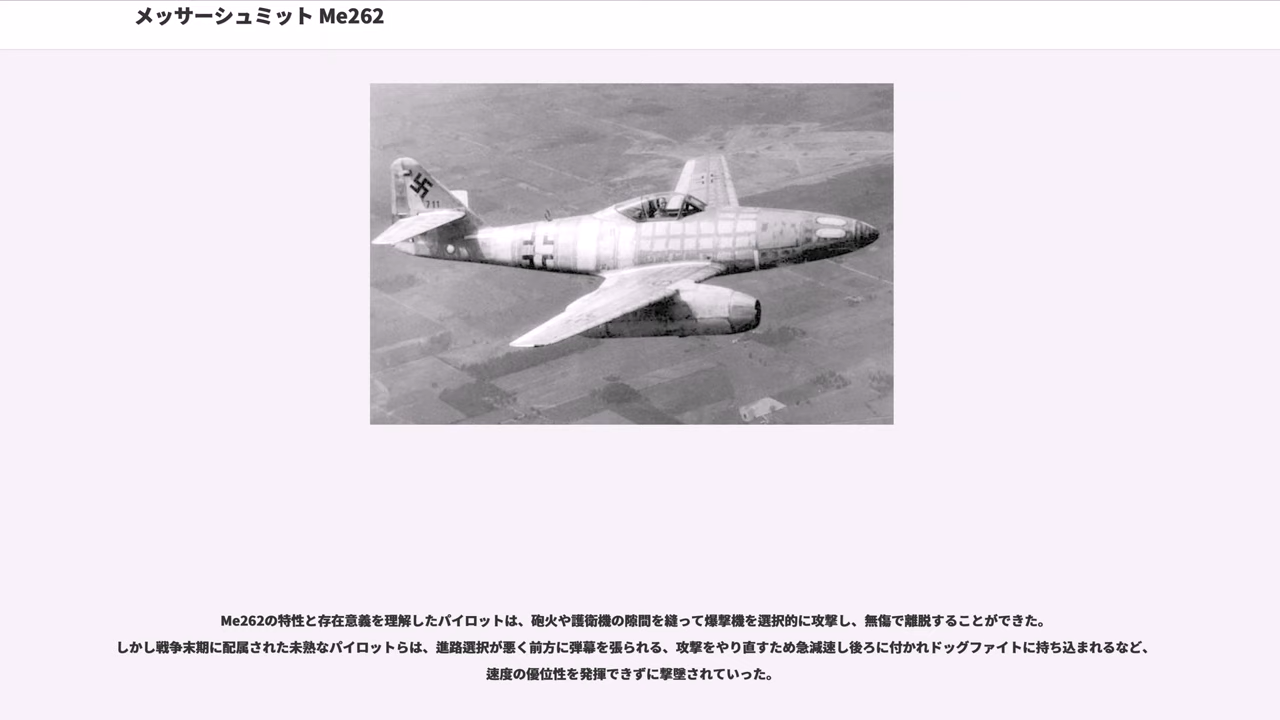 メッサーシュミット Me262
711
Me262の特性と存在意義を理解したパイロットは、砲火や護衛機の隙間を縫って爆撃機を選択的に攻撃し、無傷で離脱することができた。
しかし戦争末期に配属された未熟なパイロットらは、進路選択が悪く前方に弾幕を張られる、攻撃をやり直すため急減速し後ろに付かれドッグファイトに持ち込まれるなど、
速度の優位性を発揮できずに撃墜されていった。